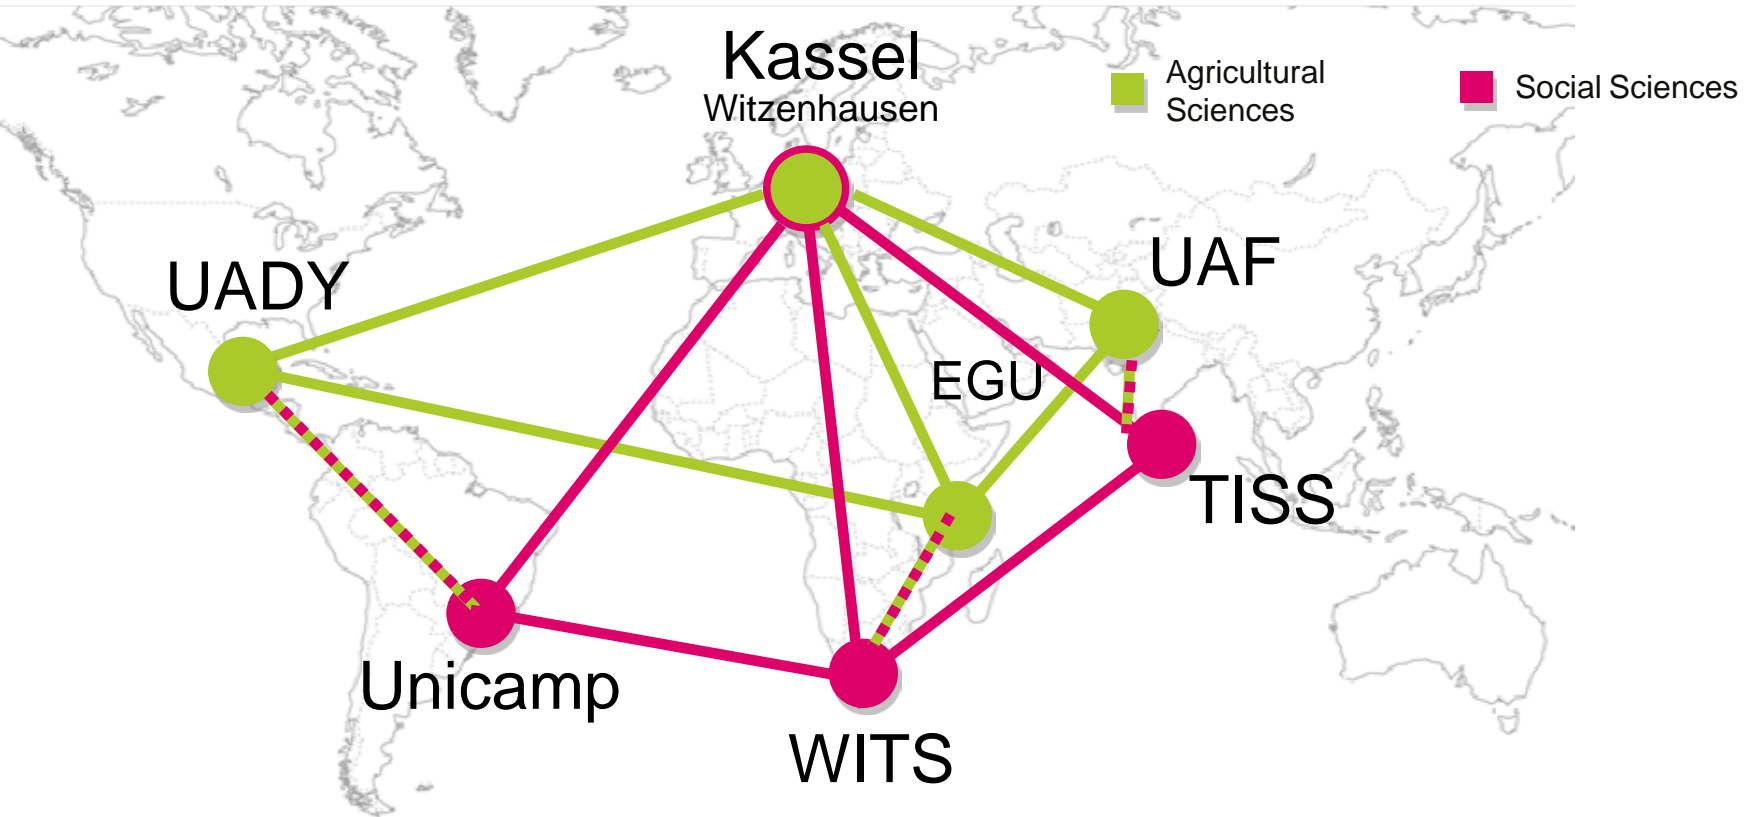 Kassel
Witzenhausen
Agricultural
Sciences
Social Sciences
UADY
UAF
EGU
TISS
Unicamp
WITS